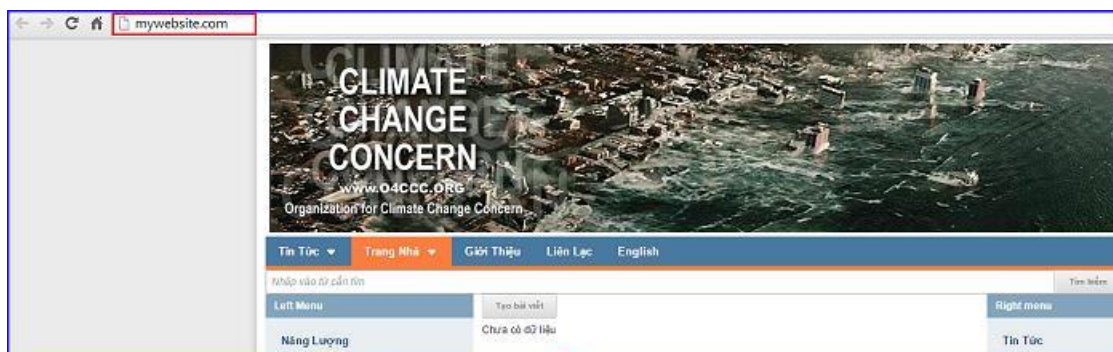 mywebsite.com
CLIMATE
CHANGE
CONCERN
WWW.O4CCC.ORG
Organization for Climate Change Concern
Tin Tức Trang Nhà Giới Thiệu Liên Lạc English
Nhập vào từ cần tìm Tìm kiếm
Left Menu Tạo bài viết Right menu
Chưa có dữ liệu
Năng Lượng Tin Tức